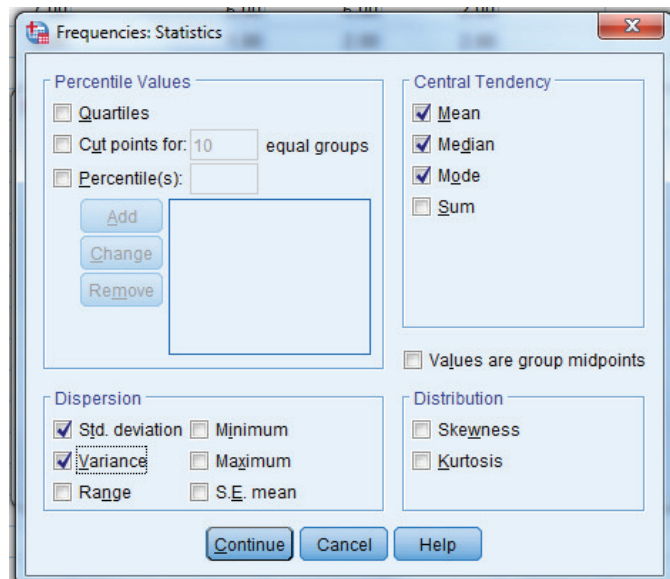 Frequencies: Statistics
Percentile Values
Quartiles
Cut points for: 10 equal groups
Percentile(s):
Add
Change
Remove
Central Tendency
Mean
Median
Mode
Sum
Values are group midpoints
Dispersion
Std. deviation Minimum
Variance Maximum
Range S.E. mean
Distribution
Skewness
Kurtosis
Continue Cancel Help